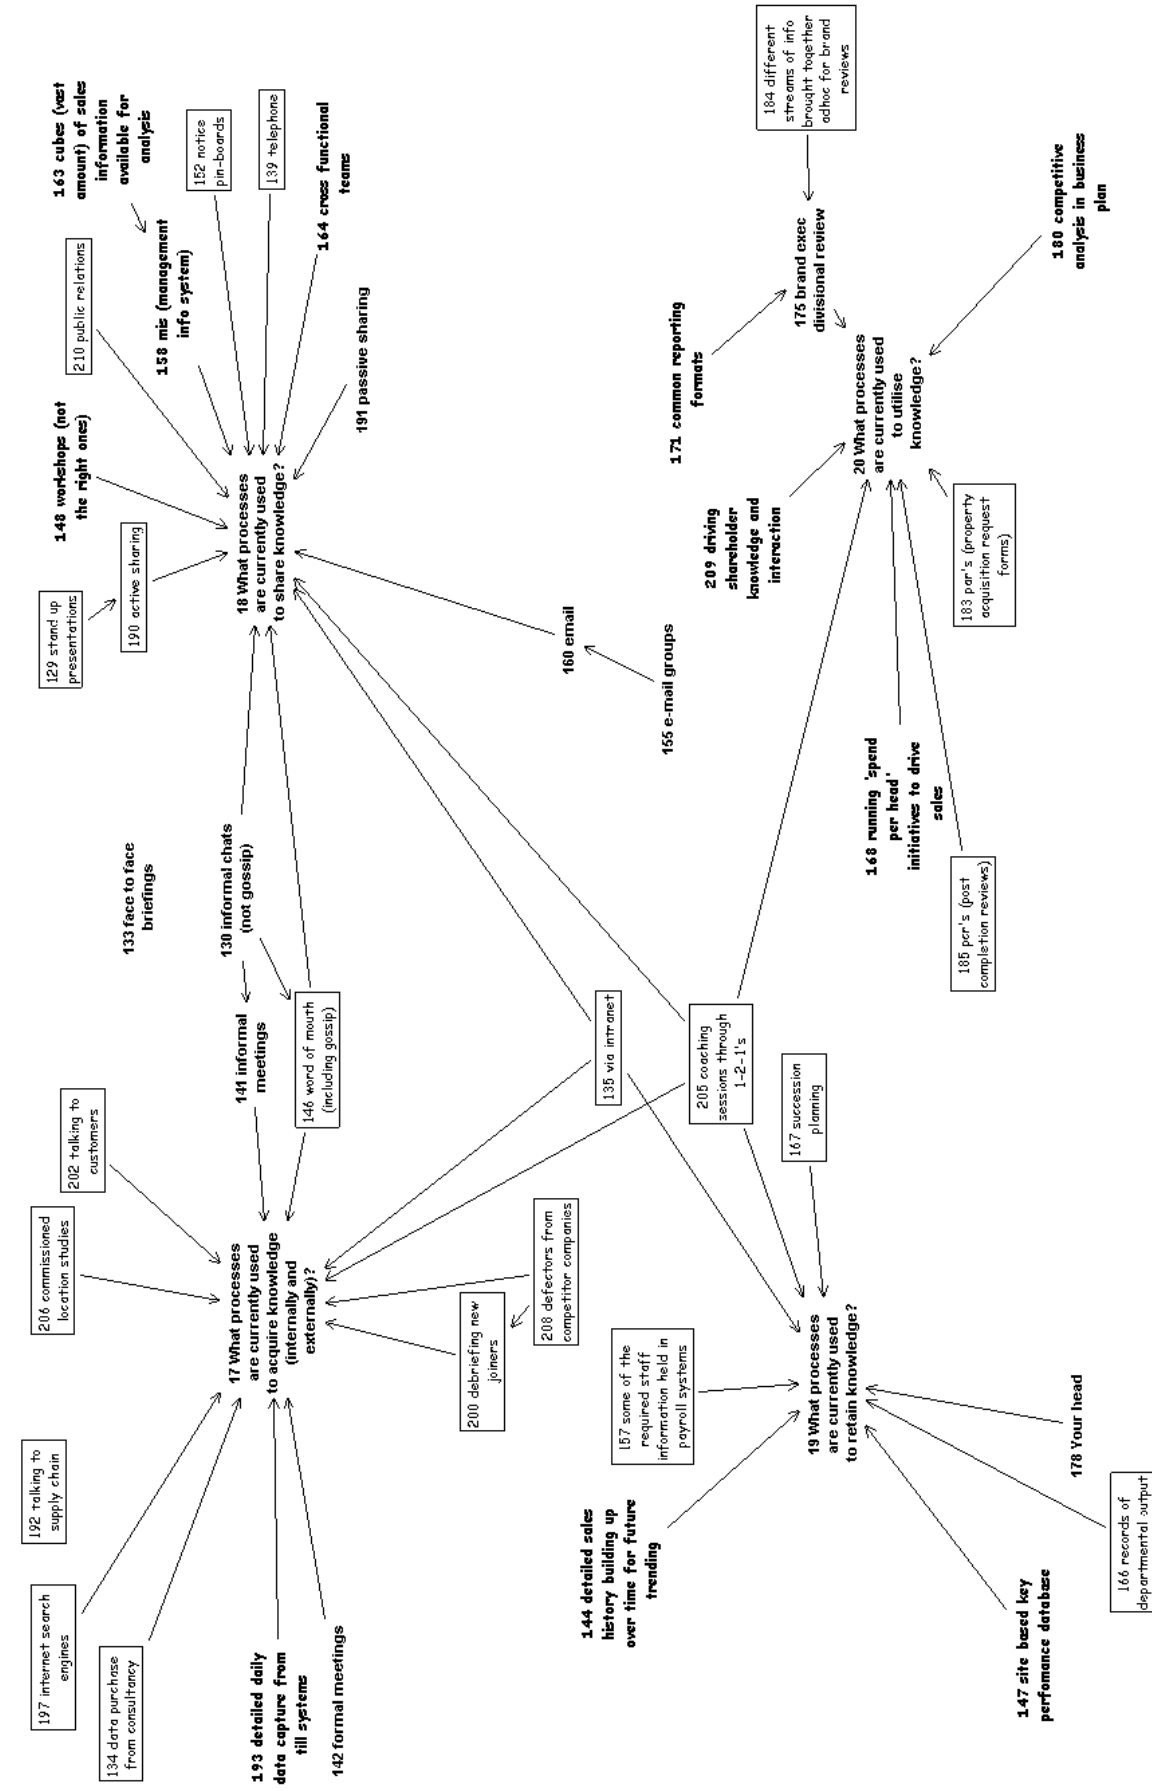 197 internet search
engines
134 data purchase
from consultancy
193 detailed daily
data capture from
till systems
142 formal meetings
192 talking to
supply chain
206 commissioned
location studies
202 talking to
customers
17 What processes
are currently used
to acquire knowledge
(internally and
externally)?
200 debriefing new
joiners
208 defectors from
competitor companies
141 informal
meetings
146 word of mouth
(including gossip)
133 face to face
briefings
130 informal chats
(not gossip)
129 stand up
presentations
190 active sharing
148 workshops (not
the right ones)
210 public relations
163 cubes (vast
amount) of sales
information
available for
analysis
158 mis (management
info system)
152 notice
pin-boards
139 telephone
164 cross functional
teams
191 passive sharing
18 What processes
are currently used
to share knowledge?
160 email
155 e-mail groups
135 via intranet
205 coaching
sessions through
1-2-1's
167 succession
planning
144 detailed sales
history building up
over time for future
trending
157 some of the
required staff
information held in
payroll systems
19 What processes
are currently used
to retain knowledge?
147 site based key
perfomance database
166 records of
departmental output
178 Your head
171 common reporting
formats
209 driving
shareholder
knowledge and
interaction
184 different
streams of info
brought together
adhoc for brand
reviews
175 brand exec
divisional review
20 What processes
are currently used
to utilise
knowledge?
180 competitive
analysis in business
plan
183 par's (property
acquisition request
forms)
168 running 'spend
per head'
initiatives to drive
sales
185 pcr's (post
completion reviews)